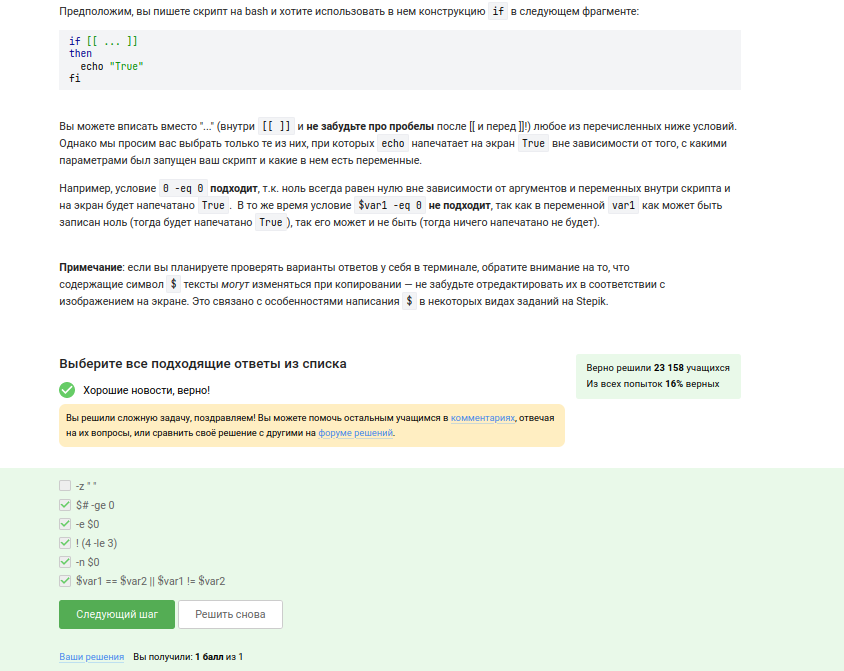 Предположим, вы пишете скрипт на bash и хотите использовать в нем конструкцию if в следующем фрагменте:
if [[ ... ]]
then
echo "True"
fi
Вы можете вписать вместо "..." (внутри [[ ]] и не забудьте про пробелы после [[ и перед ]]!) любое из перечисленных ниже условий.
Однако мы просим вас выбрать только те из них, при которых echo напечатает на экран True вне зависимости от того, с какими
параметрами был запущен ваш скрипт и какие в нем есть переменные.
Например, условие 0 -eq 0 подходит, т.к. ноль всегда равен нулю вне зависимости от аргументов и переменных внутри скрипта и
на экран будет напечатано True . В то же время условие $var1 -eq 0 не подходит, так как в переменной var1 как может быть
записан ноль (тогда будет напечатано True ), так его может и не быть (тогда ничего напечатано не будет).
Примечание: если вы планируете проверять варианты ответов у себя в терминале, обратите внимание на то, что
содержащие символ $ тексты могут изменяться при копировании — не забудьте отредактировать их в соответствии с
изображением на экране. Это связано с особенностями написания $ в некоторых видах заданий на Stepik.
Выберите все подходящие ответы из списка
Верно решили 23 158 учащихся
Из всех попыток 16% верных
Хорошие новости, верно!
Вы решили сложную задачу, поздравляем! Вы можете помочь остальным учащимся в комментариях, отвечая
на их вопросы, или сравнить своё решение с другими на форуме решений.
-z " "
$# -ge 0
-e $0
! (4 -le 3)
-n $0
$var1 == $var2 || $var1 != $var2
Следующий шаг
Решить снова
Ваши решения Вы получили: 1 балл из 1